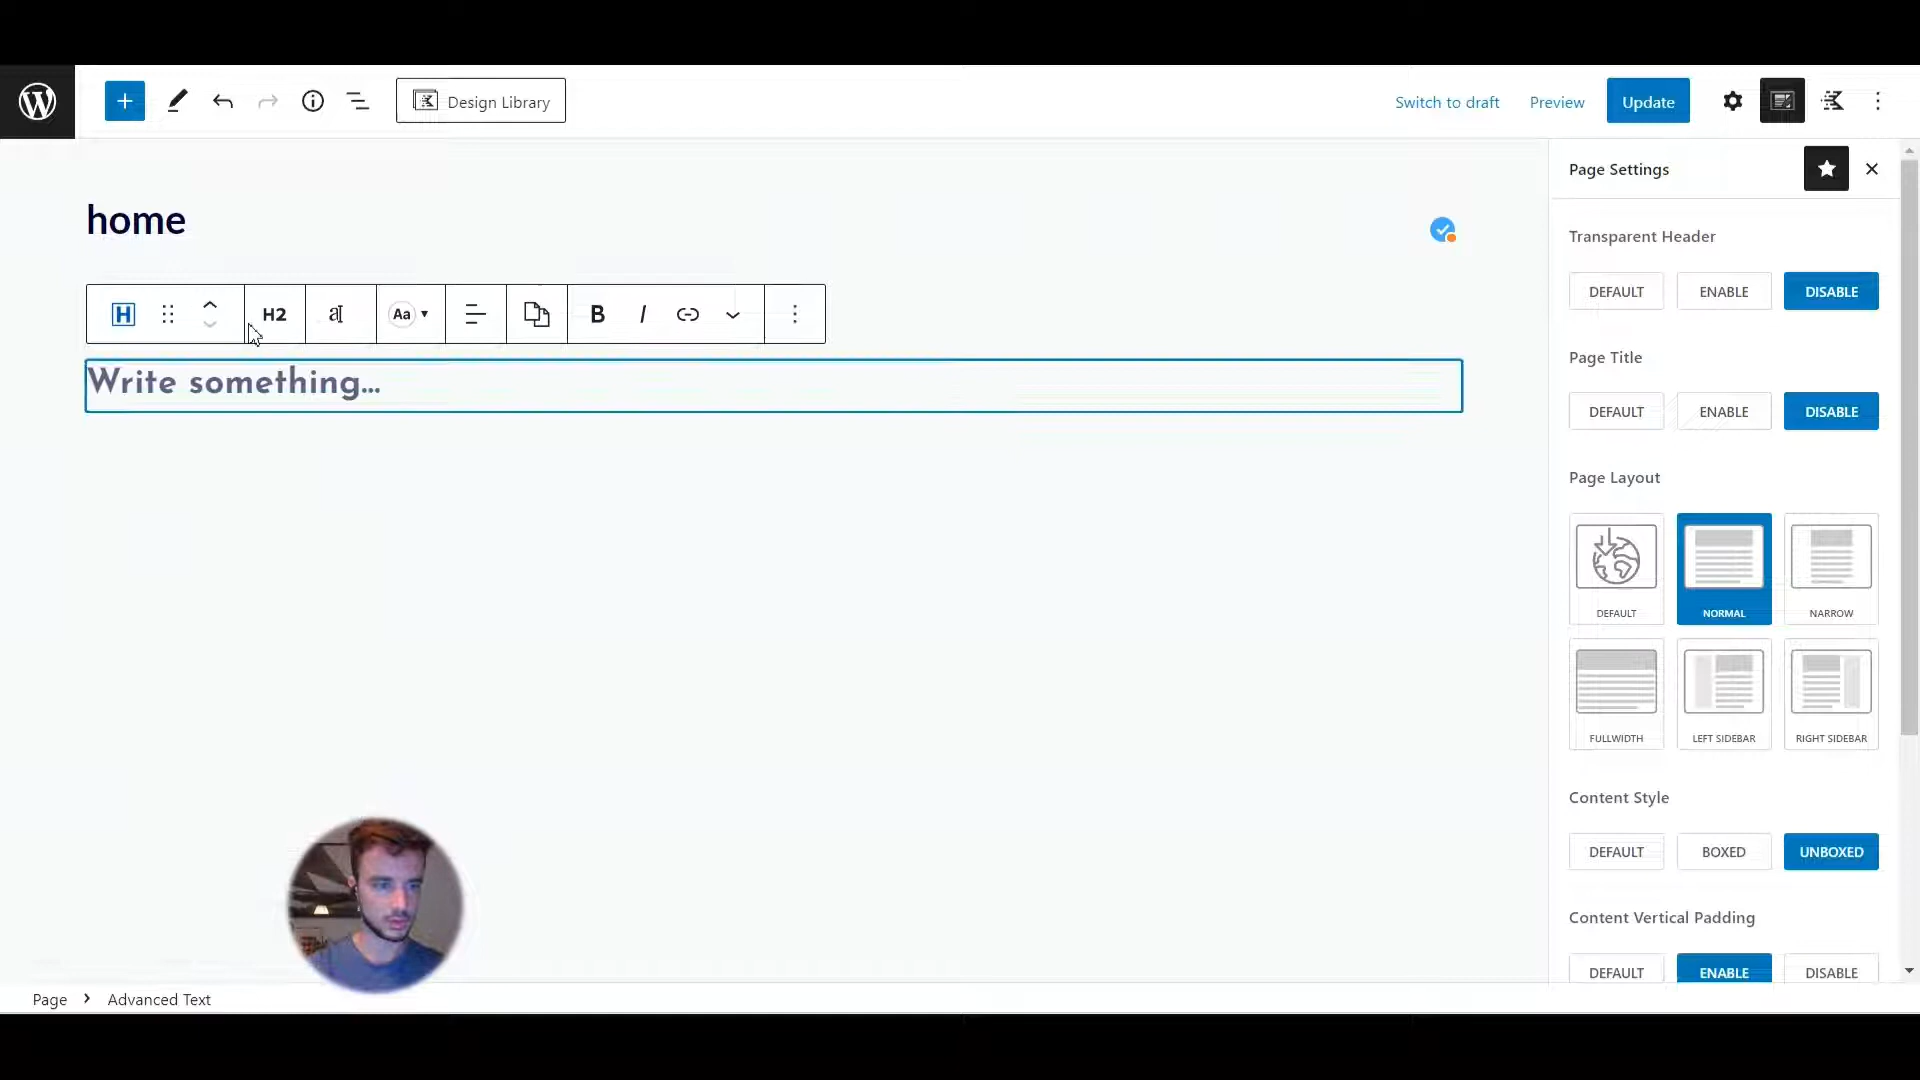 Design Library
Switch to draft
Preview
Update
Page Settings
home
Transparent Header
DEFAULT
ENABLE
DISABLE
H
H2
aI
Aa
B
I
Write something...
Page Title
DEFAULT
ENABLE
DISABLE
Page Layout
DEFAULT
NORMAL
NARROW
FULLWIDTH
LEFT SIDEBAR
RIGHT SIDEBAR
Content Style
DEFAULT
BOXED
UNBOXED
Content Vertical Padding
DEFAULT
ENABLE
DISABLE
Page > Advanced Text